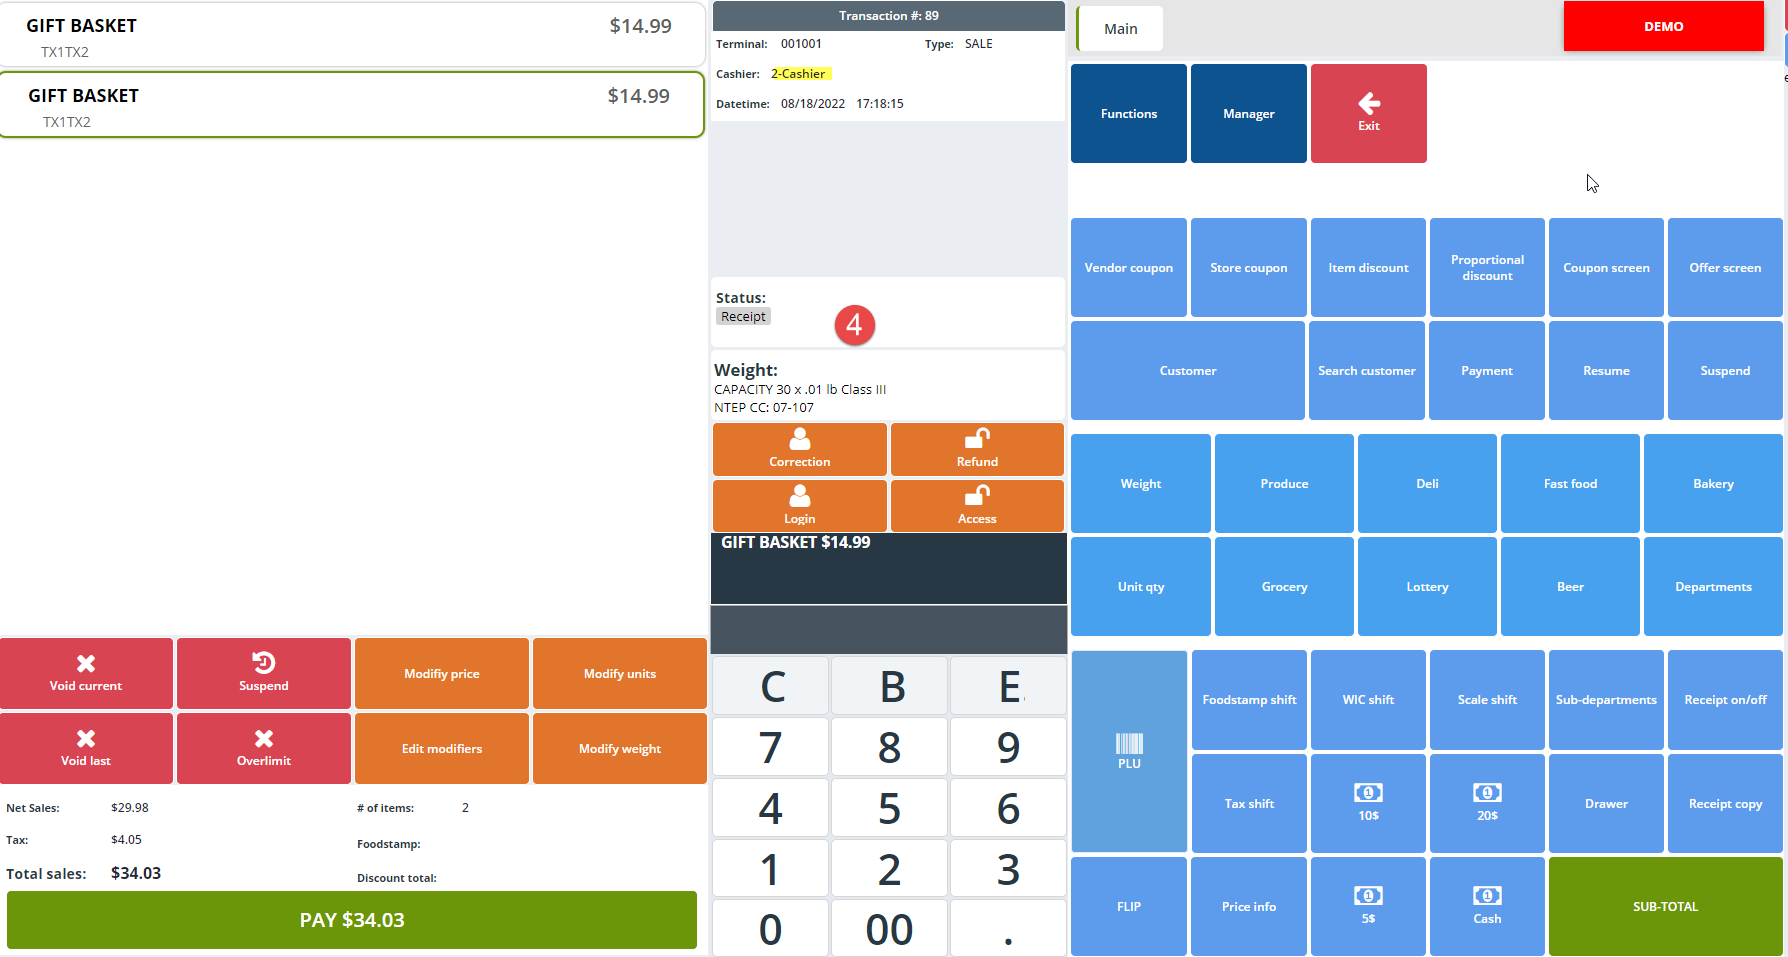 GIFT BASKET $14.99
TX1TX2
GIFT BASKET $14.99
TX1TX2
Void current
Suspend
Modifiy price
Modify units
Void last
Overlimit
Edit modifiers
Modify weight
Net Sales: $29.98 # of items: 2
Tax: $4.05 Foodstamp:
Total sales: $34.03 Discount total:
PAY $34.03
Transaction #: 89
Terminal: 001001 Type: SALE
Cashier: 2-Cashier
Datetime: 08/18/2022 17:18:15
Status:
Receipt
4
Weight:
CAPACITY 30 x .01 lb Class III
NTEP CC: 07-107
Correction
Refund
Login
Access
GIFT BASKET $14.99
C B E.
7 8 9
4 5 6
1 2 3
0 00 .
Main
DEMO
Functions
Manager
Exit
Vendor coupon
Store coupon
Item discount
Proportional
discount
Coupon screen
Offer screen
Customer
Search customer
Payment
Resume
Suspend
Weight
Produce
Deli
Fast food
Bakery
Unit qty
Grocery
Lottery
Beer
Departments
PLU
Foodstamp shift
WIC shift
Scale shift
Sub-departments
Receipt on/off
Tax shift
1
10$
1
20$
Drawer
Receipt copy
FLIP
Price info
1
5$
1
Cash
SUB-TOTAL